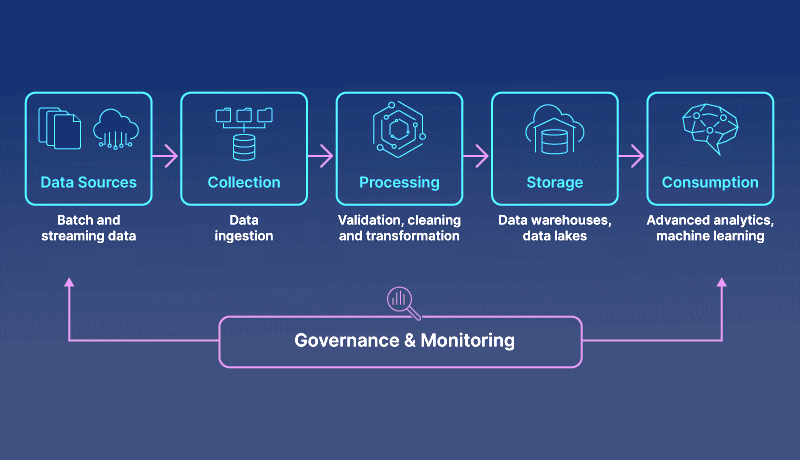 Data Sources
Batch and
streaming data
Collection
Data
ingestion
Processing
Validation, cleaning
and transformation
Storage
Data warehouses,
data lakes
Consumption
Advanced analytics,
machine learning
Governance & Monitoring